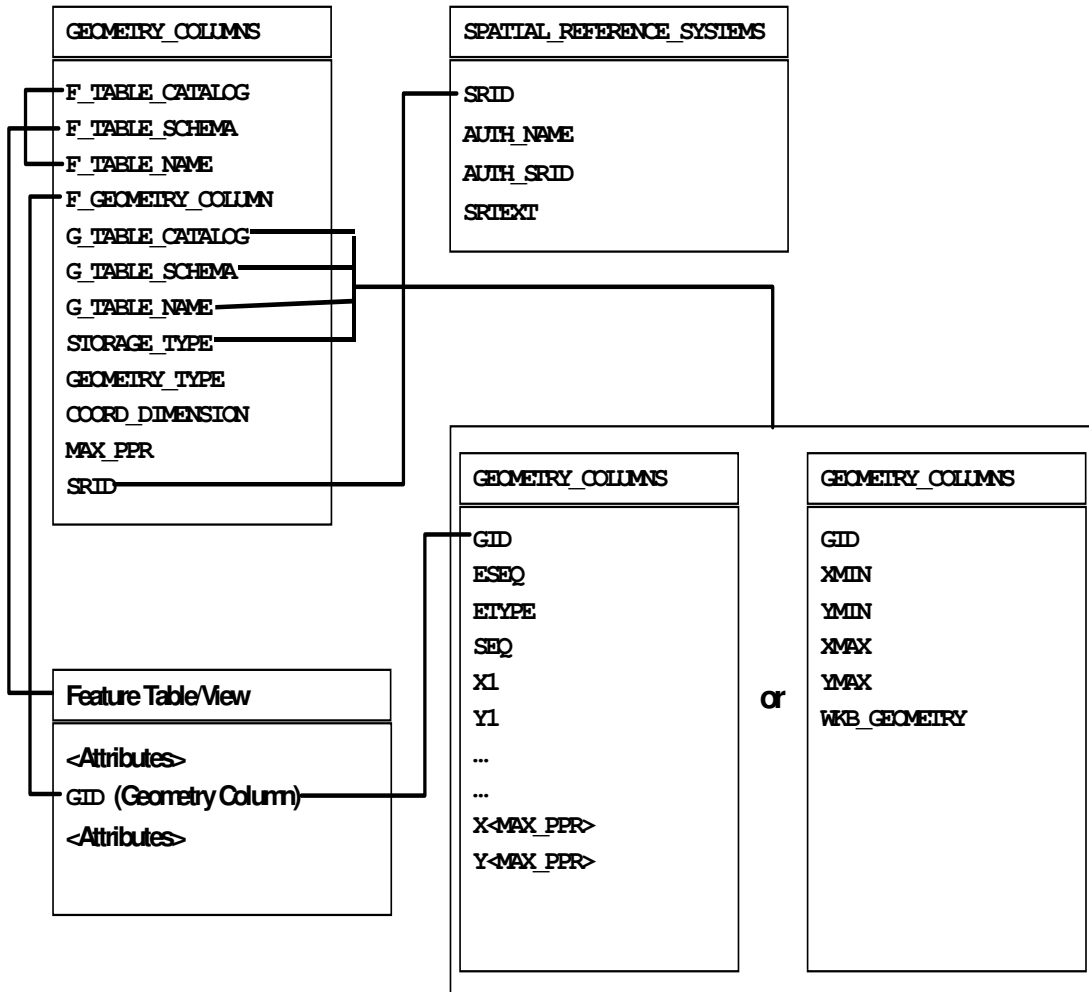 GEOMETRY_COLUMNS
F_TABLE_CATALOG
F_TABLE_SCHEMA
F_TABLE_NAME
F_GEOMETRY_COLUMN
G_TABLE_CATALOG
G_TABLE_SCHEMA
G_TABLE_NAME
STORAGE_TYPE
GEOMETRY_TYPE
COORD_DIMENSION
MAX_PPR
SRID
SPATIAL_REFERENCE_SYSTEMS
SRID
AUTH_NAME
AUTH_SRID
SRTEXT
Feature Table/View
<Attributes>
GID (Geometry Column)
<Attributes>
GEOMETRY_COLUMNS
GID
ESEQ
ETYPE
SEQ
X1
Y1
...
...
X<MAX_PPR>
Y<MAX_PPR>
or
GEOMETRY_COLUMNS
GID
XMIN
YMIN
XMAX
YMAX
WKB_GEOMETRY